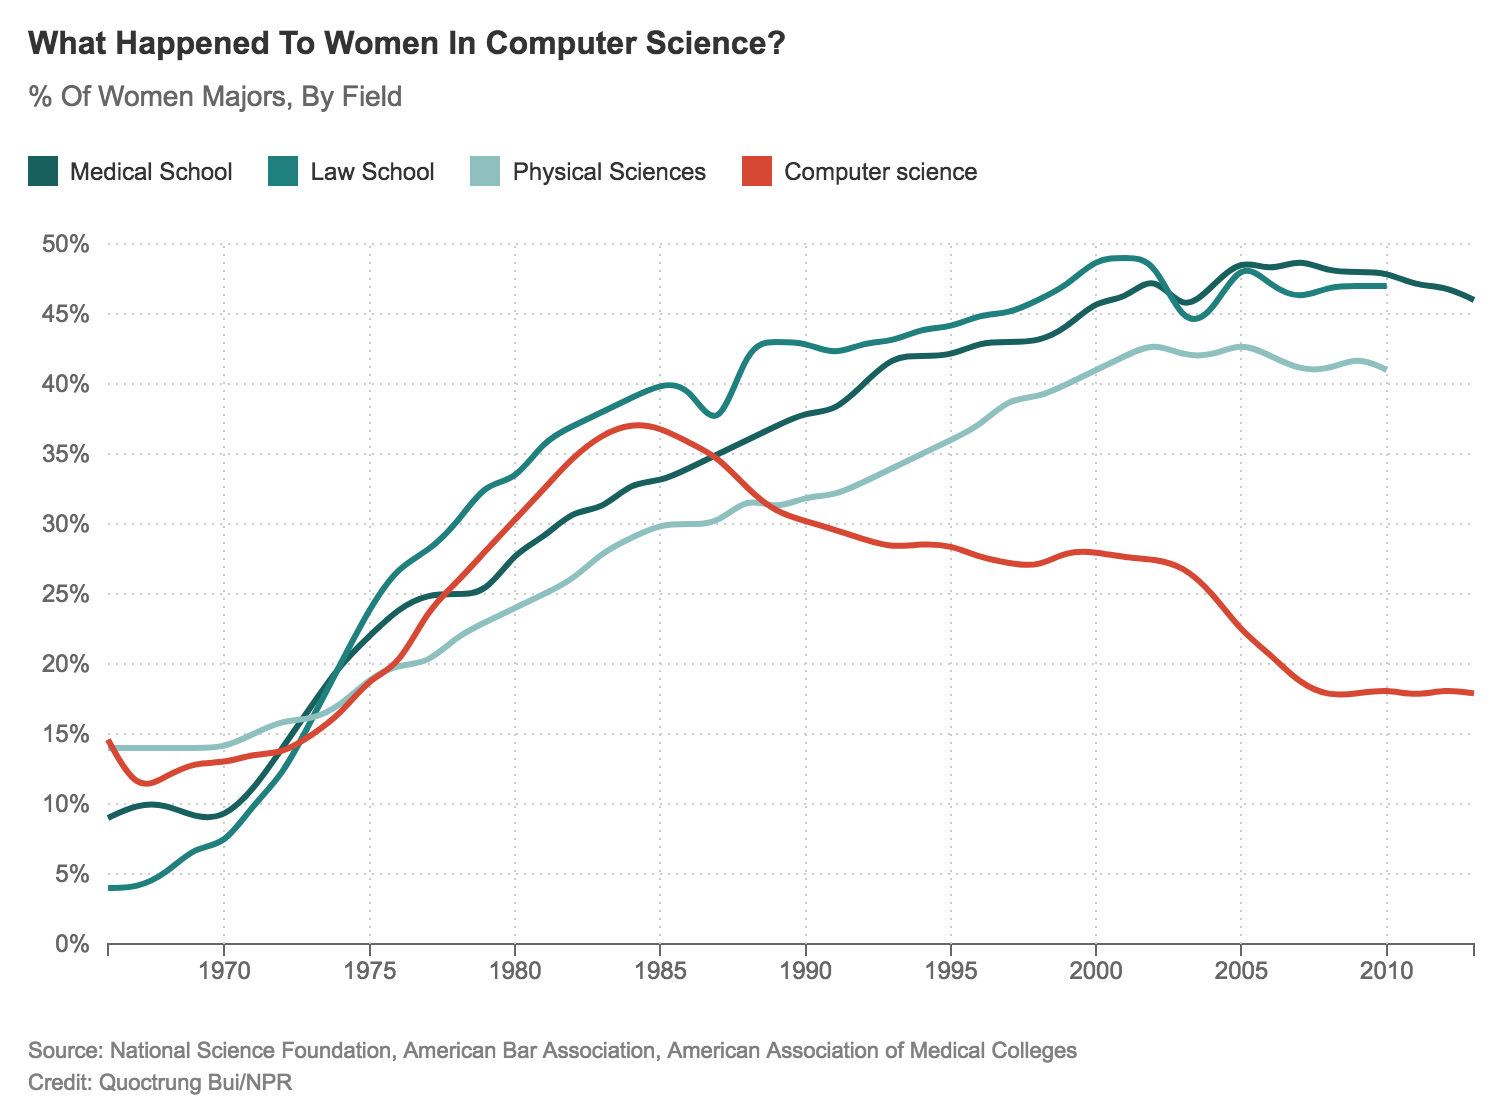 What Happened To Women In Computer Science?
% Of Women Majors, By Field
Medical School Law School Physical Sciences Computer science
50%
45%
40%
35%
30%
25%
20%
15%
10%
5%
0%
1970 1975 1980 1985 1990 1995 2000 2005 2010
Source: National Science Foundation, American Bar Association, American Association of Medical Colleges
Credit: Quoctrung Bui/NPR